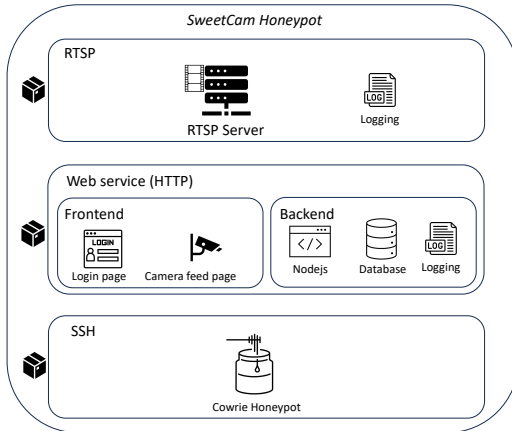 SweetCam Honeypot
RTSP
LOG
RTSP Server
Logging
Web service (HTTP)
Frontend
LOGIN
Login page
Camera feed page
Backend
</>
Nodejs
Database
LOG
Logging
SSH
Cowrie Honeypot